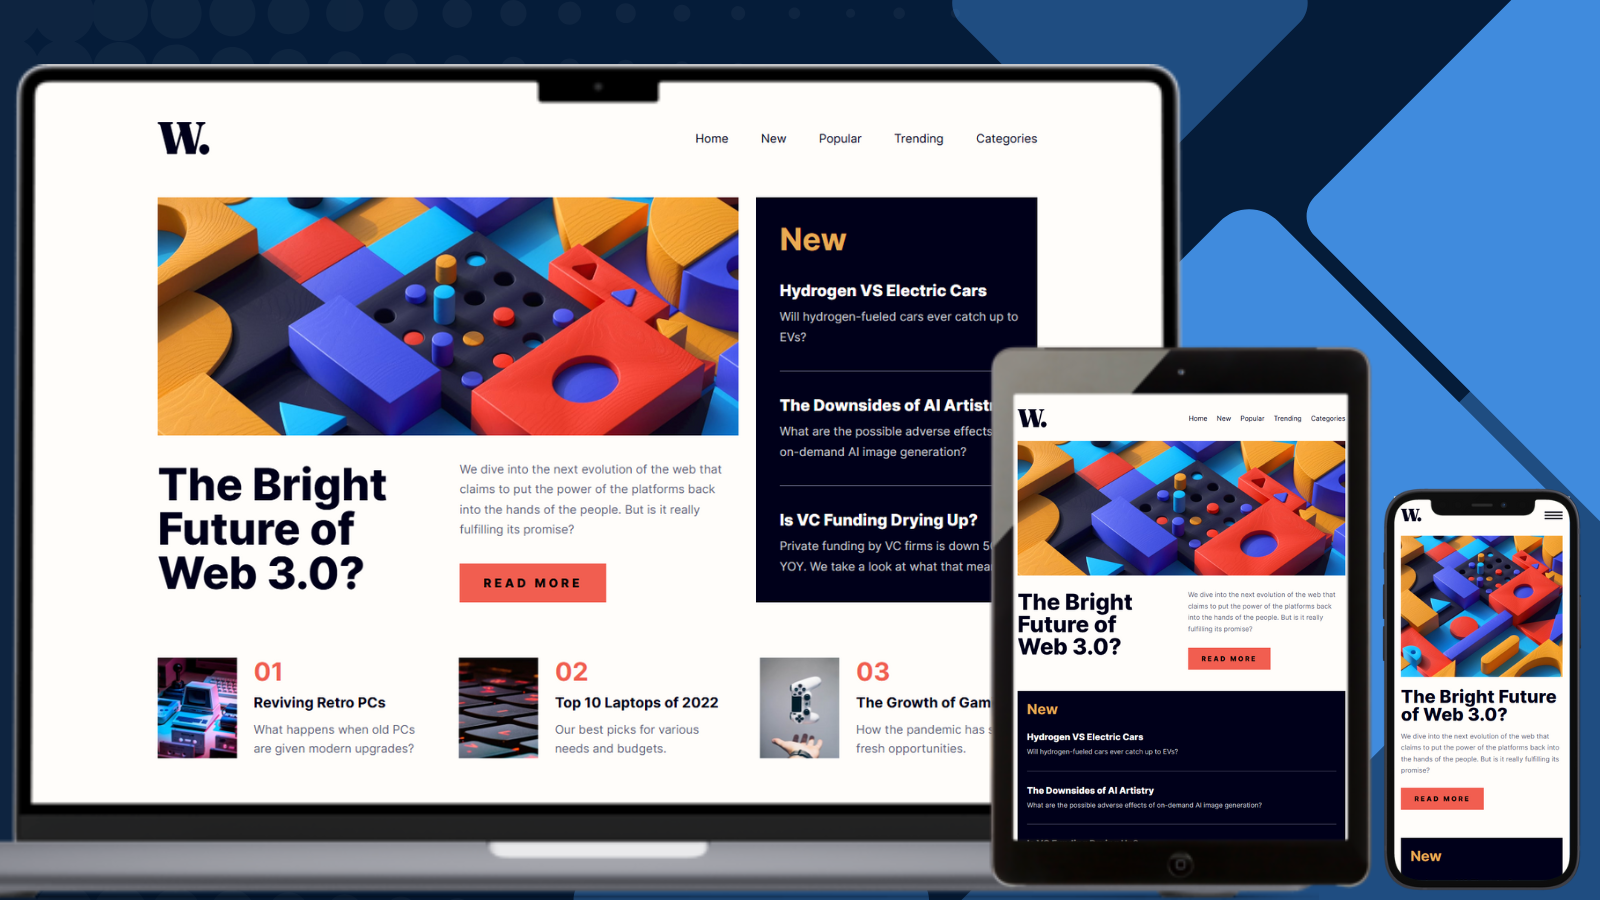 W.
Home New Popular Trending Categories
New
Hydrogen VS Electric Cars
Will hydrogen-fueled cars ever catch up to
EVs?
The Downsides of AI Artistr
What are the possible adverse effects
on-demand AI image generation?
Is VC Funding Drying Up?
Private funding by VC firms is down 5
YOY. We take a look at what that mea
The Bright
Future of
Web 3.0?
We dive into the next evolution of the web that
claims to put the power of the platforms back
into the hands of the people. But is it really
fulfilling its promise?
READ MORE
01
Reviving Retro PCs
What happens when old PCs
are given modern upgrades?
02
Top 10 Laptops of 2022
Our best picks for various
needs and budgets.
03
The Growth of Gam
How the pandemic has s
fresh opportunities.
W.
Home New Popular Trending Categories
The Bright
Future of
Web 3.0?
We dive into the next evolution of the web that
claims to put the power of the platforms back
into the hands of the people. But is it really
fulfilling its promise?
READ MORE
New
Hydrogen VS Electric Cars
Will hydrogen-fueled cars ever catch up to EVs?
The Downsides of AI Artistry
What are the possible adverse effects of on-demand AI image generation?
W.
The Bright Future
of Web 3.0?
We dive into the next evolution of the web that
claims to put the power of the platforms back into
the hands of the people. But is it really fulfilling its
promise?
READ MORE
New